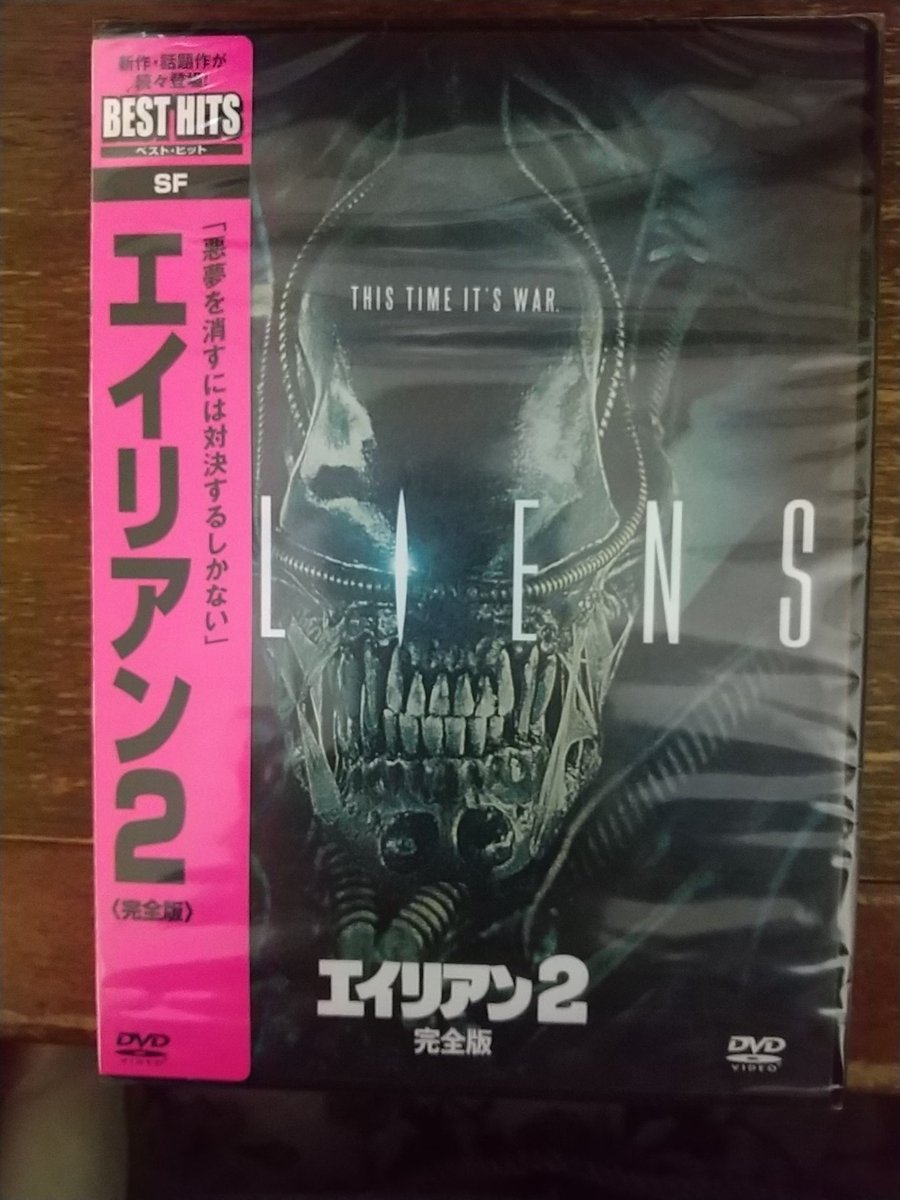 新作・話題作が
続々登場!
BEST HITS
ベスト・ヒット
SF
「悪夢を消すには対決するしかない」
エイリアン2
〈完全版〉
DVD
VIDEO
THIS TIME IT'S WAR.
LIENS
エイリアン2
完全版
DVD
VIDEO